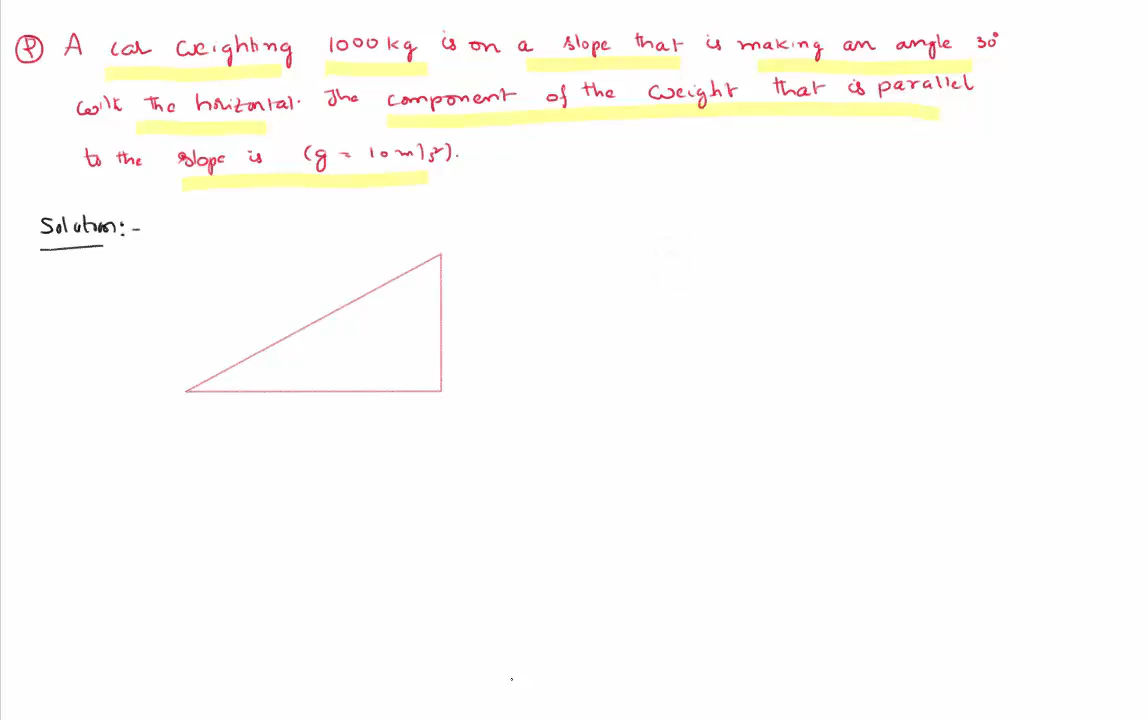 (P) A car weighting 1000 kg is on a slope that is making an angle 30°
with the horizontal. The component of the weight that is parallel
to the slope is (g = 10 m/s²).
Solution:-